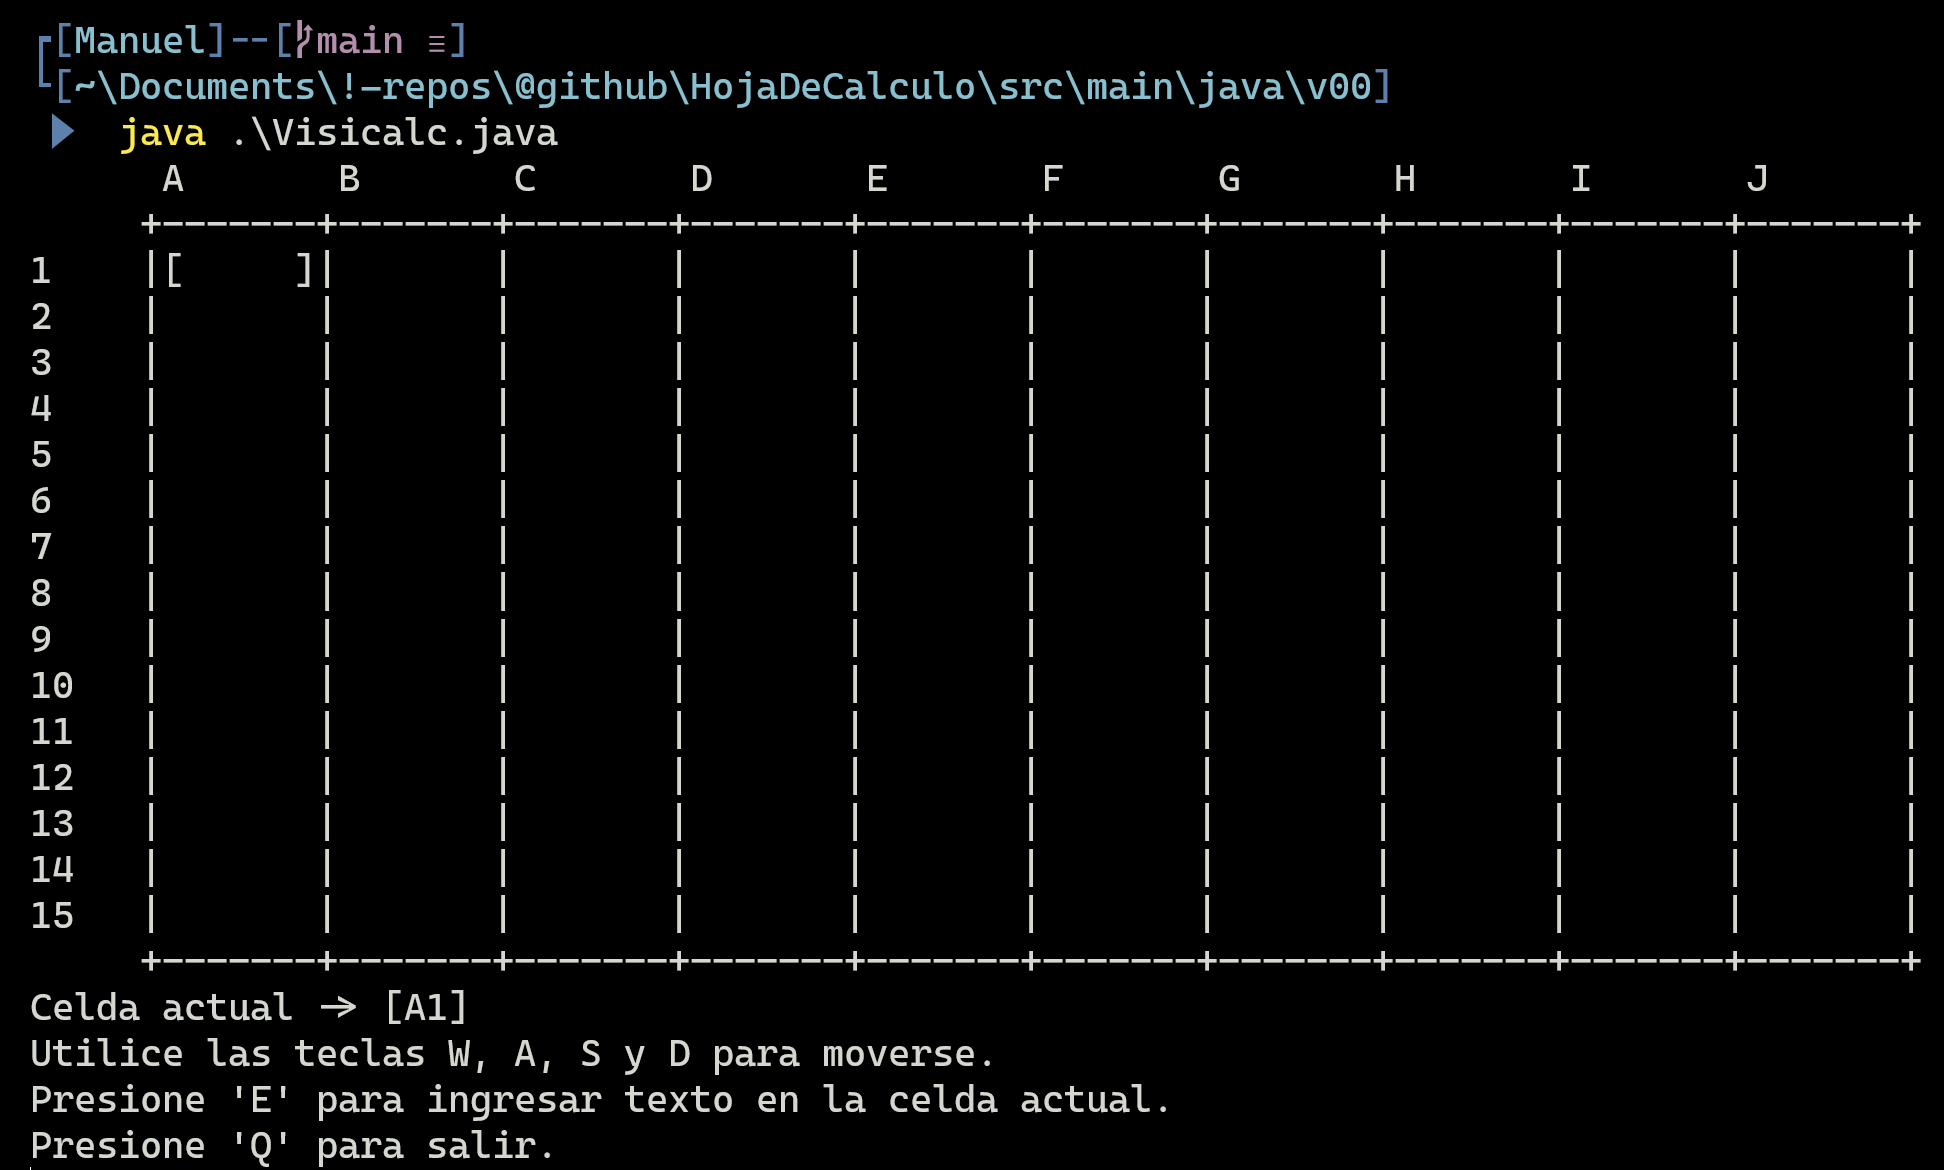 [Manuel]--[main ≡]
[~\Documents\!-repos\@github\HojaDeCalculo\src\main\java\v00]
java .\Visicalc.java
      A       B       C       D       E       F       G       H       I       J
     +-------+-------+-------+-------+-------+-------+-------+-------+-------+-------+
1    |[     ]|       |       |       |       |       |       |       |       |       |
2    |       |       |       |       |       |       |       |       |       |       |
3    |       |       |       |       |       |       |       |       |       |       |
4    |       |       |       |       |       |       |       |       |       |       |
5    |       |       |       |       |       |       |       |       |       |       |
6    |       |       |       |       |       |       |       |       |       |       |
7    |       |       |       |       |       |       |       |       |       |       |
8    |       |       |       |       |       |       |       |       |       |       |
9    |       |       |       |       |       |       |       |       |       |       |
10   |       |       |       |       |       |       |       |       |       |       |
11   |       |       |       |       |       |       |       |       |       |       |
12   |       |       |       |       |       |       |       |       |       |       |
13   |       |       |       |       |       |       |       |       |       |       |
14   |       |       |       |       |       |       |       |       |       |       |
15   |       |       |       |       |       |       |       |       |       |       |
     +-------+-------+-------+-------+-------+-------+-------+-------+-------+-------+
Celda actual -> [A1]
Utilice las teclas W, A, S y D para moverse.
Presione 'E' para ingresar texto en la celda actual.
Presione 'Q' para salir.